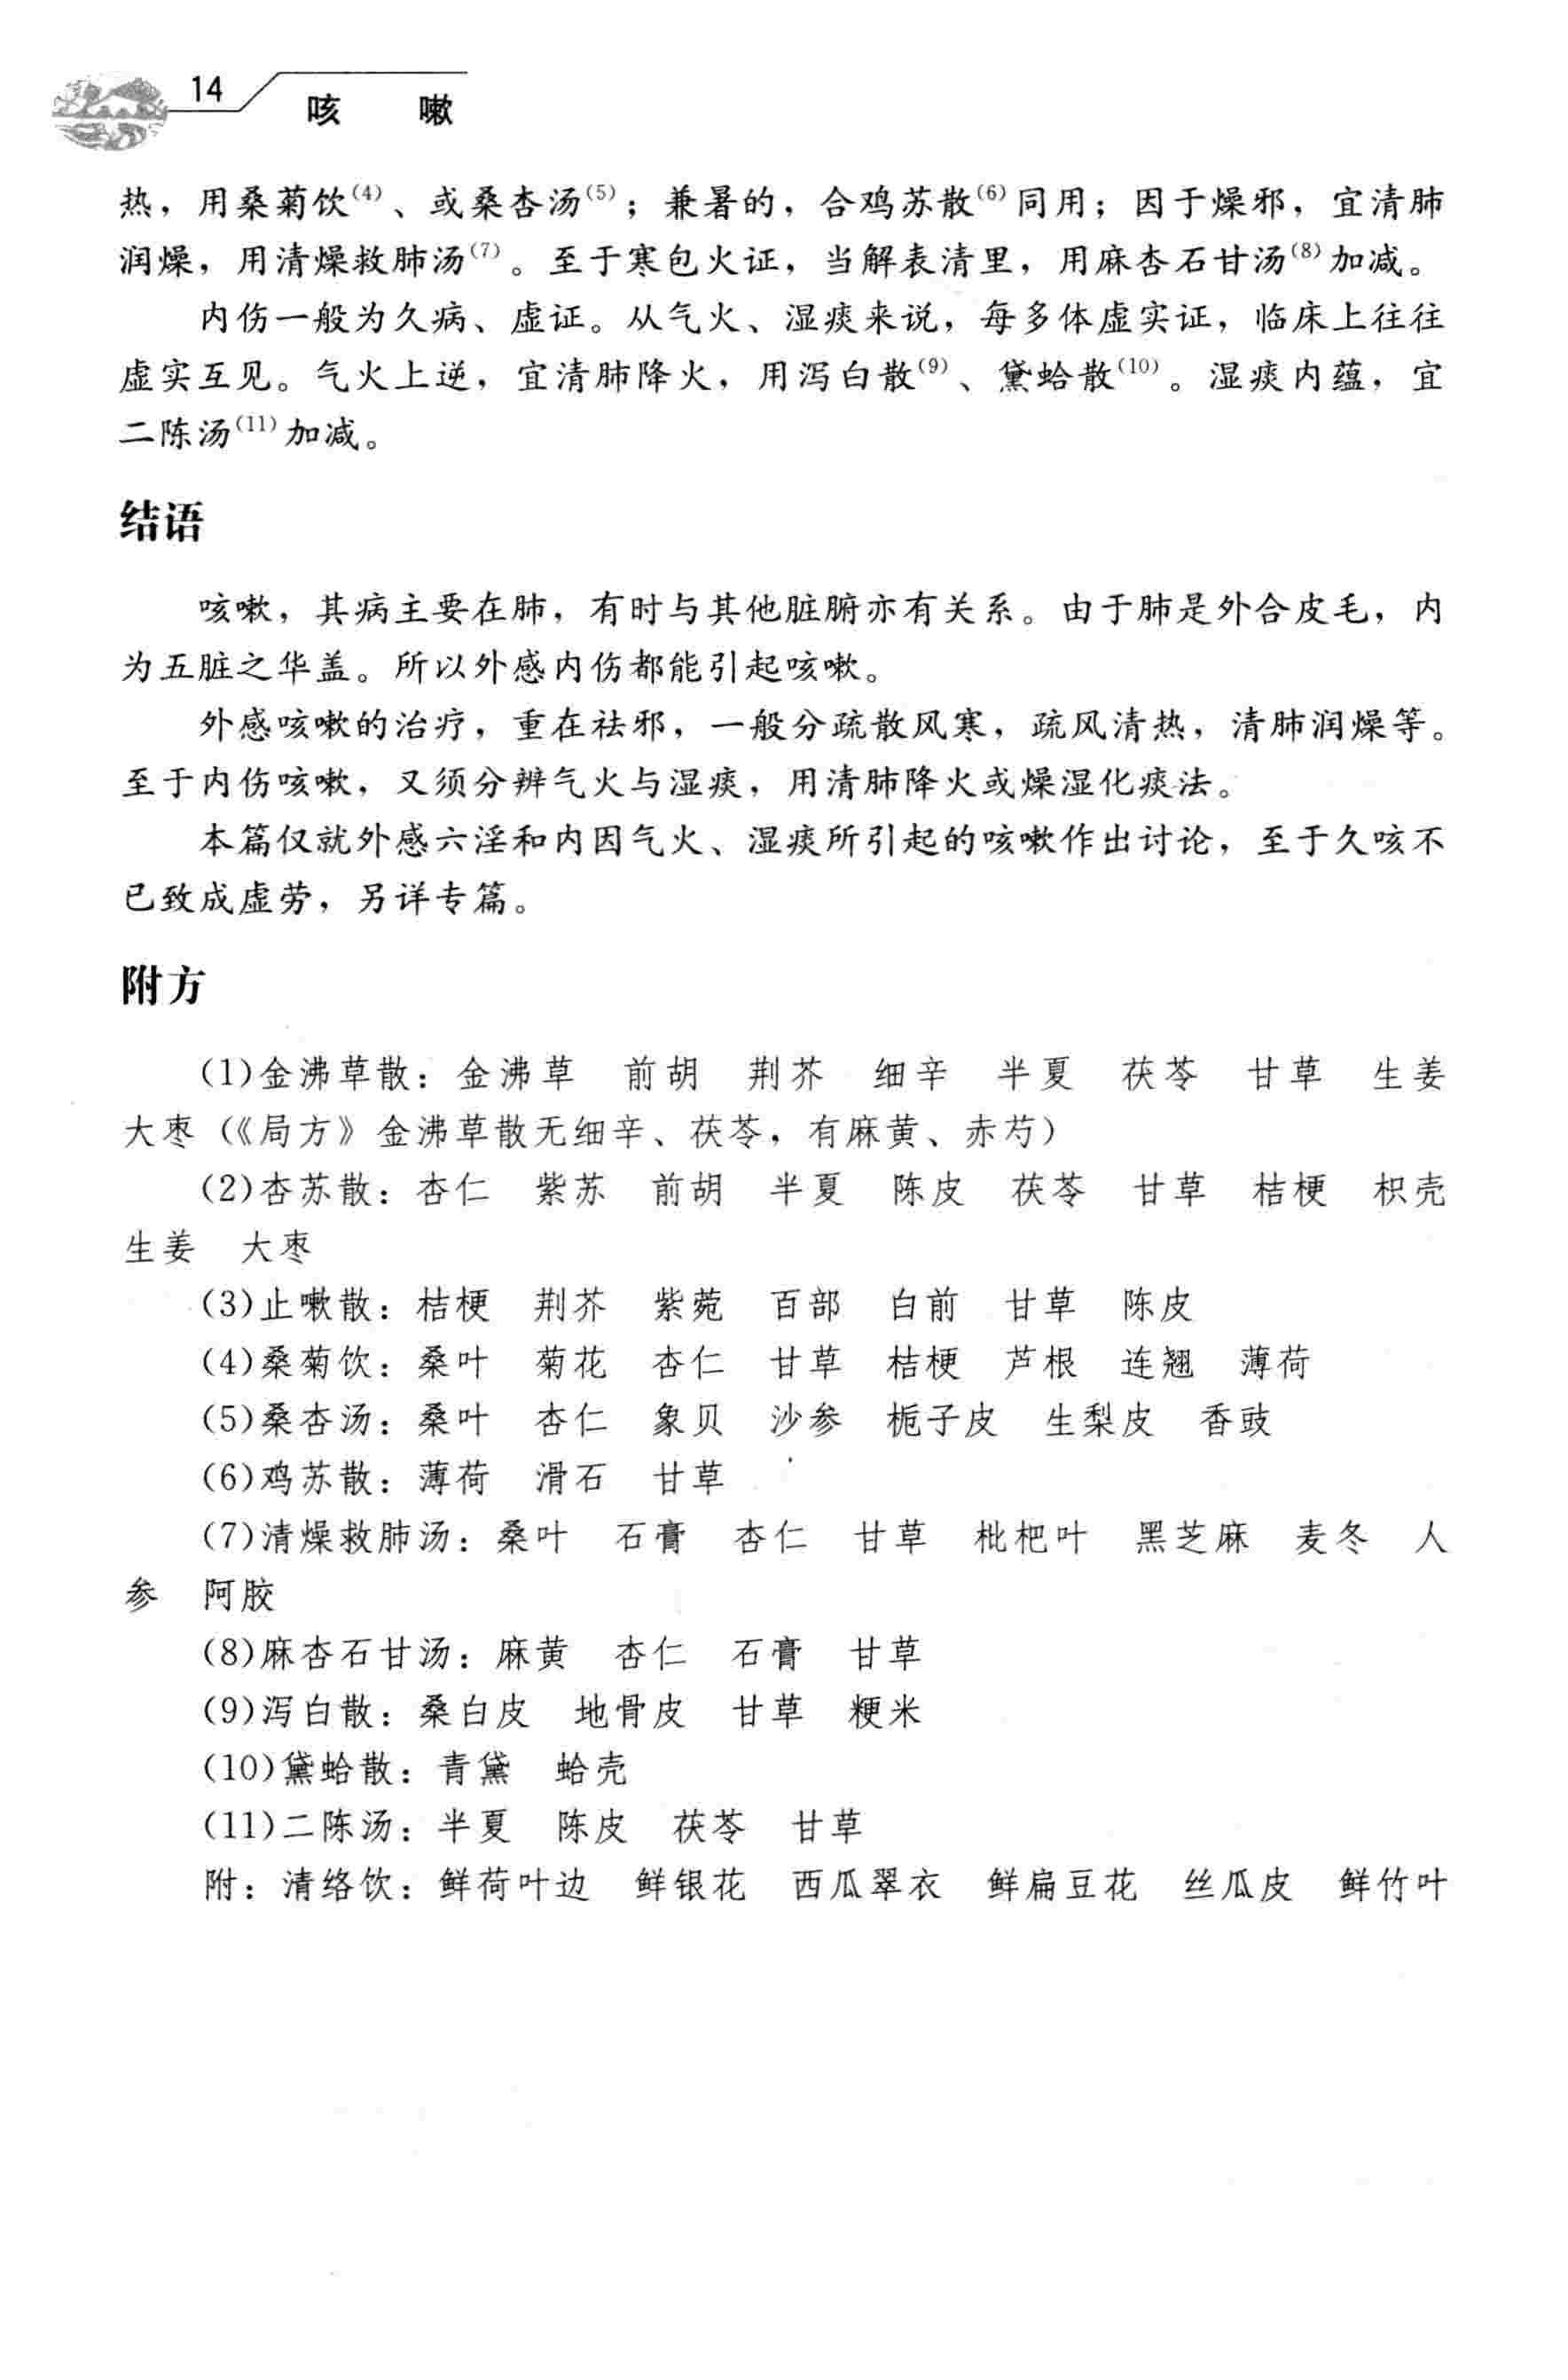 14
咳 嗽
热，用桑菊饮(4)、或桑杏汤(5)；兼暑的，合鸡苏散(6)同用；因于燥邪，宜清肺
润燥，用清燥救肺汤(7)。至于寒包火证，当解表清里，用麻杏石甘汤(8)加减。
内伤一般为久病、虚证。从气火、湿痰来说，每多体虚实证，临床上往往
虚实互见。气火上逆，宜清肺降火，用泻白散(9)、黛蛤散(10)。湿痰内蕴，宜
二陈汤(11)加减。
结语
咳嗽，其病主要在肺，有时与其他脏腑亦有关系。由于肺是外合皮毛，内
为五脏之华盖。所以外感内伤都能引起咳嗽。
外感咳嗽的治疗，重在祛邪，一般分疏散风寒，疏风清热，清肺润燥等。
至于内伤咳嗽，又须分辨气火与湿痰，用清肺降火或燥湿化痰法。
本篇仅就外感六淫和内因气火、湿痰所引起的咳嗽作出讨论，至于久咳不
已致成虚劳，另详专篇。
附方
(1)金沸草散：金沸草 前胡 荆芥 细辛 半夏 茯苓 甘草 生姜
大枣（《局方》金沸草散无细辛、茯苓，有麻黄、赤芍）
(2)杏苏散：杏仁 紫苏 前胡 半夏 陈皮 茯苓 甘草 桔梗 枳壳
生姜 大枣
(3)止嗽散：桔梗 荆芥 紫菀 百部 白前 甘草 陈皮
(4)桑菊饮：桑叶 菊花 杏仁 甘草 桔梗 芦根 连翘 薄荷
(5)桑杏汤：桑叶 杏仁 象贝 沙参 栀子皮 生梨皮 香豉
(6)鸡苏散：薄荷 滑石 甘草
(7)清燥救肺汤：桑叶 石膏 杏仁 甘草 枇杷叶 黑芝麻 麦冬 人
参 阿胶
(8)麻杏石甘汤：麻黄 杏仁 石膏 甘草
(9)泻白散：桑白皮 地骨皮 甘草 粳米
(10)黛蛤散：青黛 蛤壳
(11)二陈汤：半夏 陈皮 茯苓 甘草
附：清络饮：鲜荷叶边 鲜银花 西瓜翠衣 鲜扁豆花 丝瓜皮 鲜竹叶